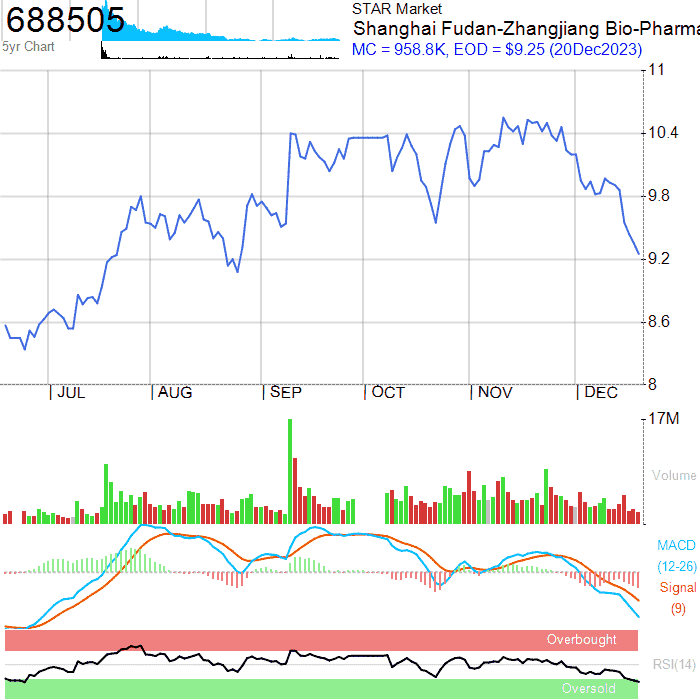 688505
5yr Chart
STAR Market
Shanghai Fudan-Zhangjiang Bio-Pharma
MC = 958.8K, EOD = $9.25 (20Dec2023)
11
10.4
9.8
9.2
8.6
8
JUL
AUG
SEP
OCT
NOV
DEC
17M
Volume
MACD
(12-26)
Signal
(9)
Overbought
RSI(14)
Oversold